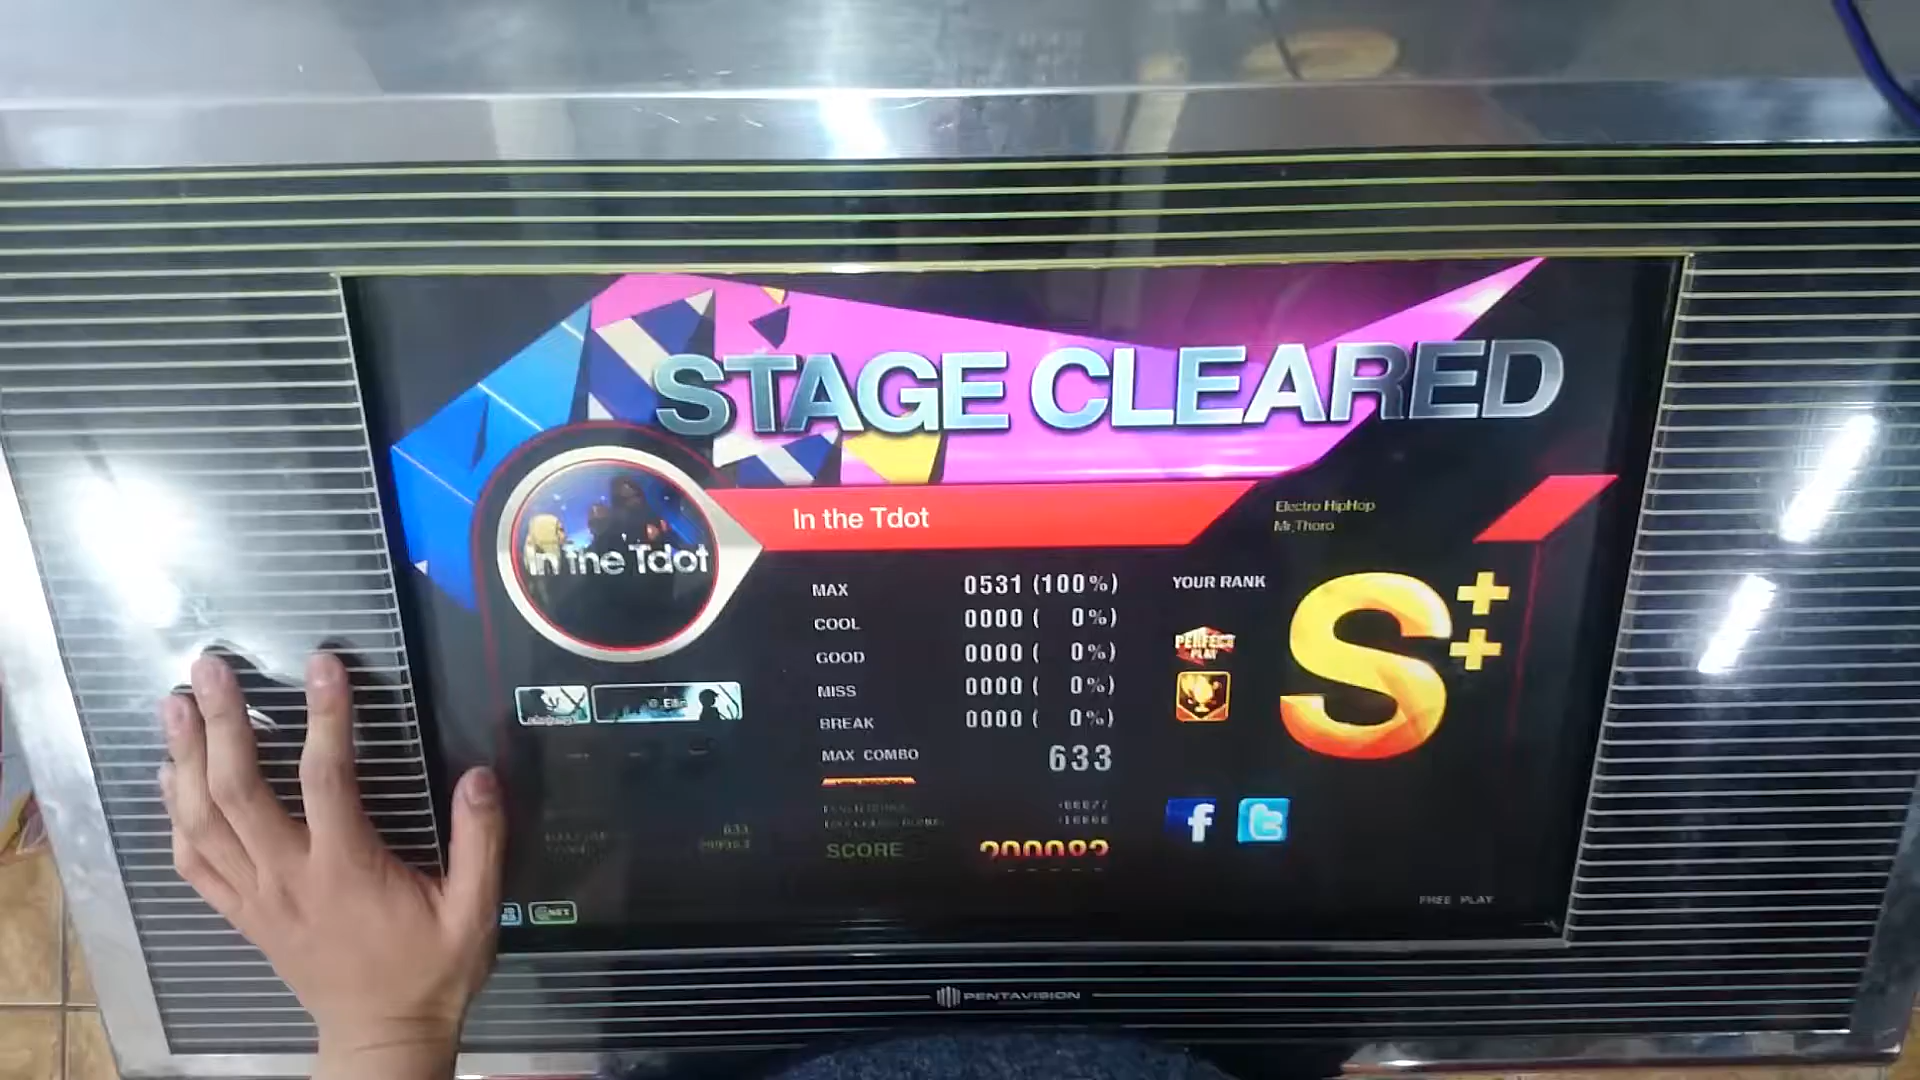 STAGE CLEARED
In the Tdot
Electro HipHop
Mr,Thoro
In the Tdot
MAX 0531 (100%)
COOL 0000 ( 0%)
GOOD 0000 ( 0%)
MISS 0000 ( 0%)
BREAK 0000 ( 0%)
MAX COMBO 633
YOUR RANK
PERFECT
PLAY
S++
633
SCORE
f
t
FREE PLAY
PENTAVISION